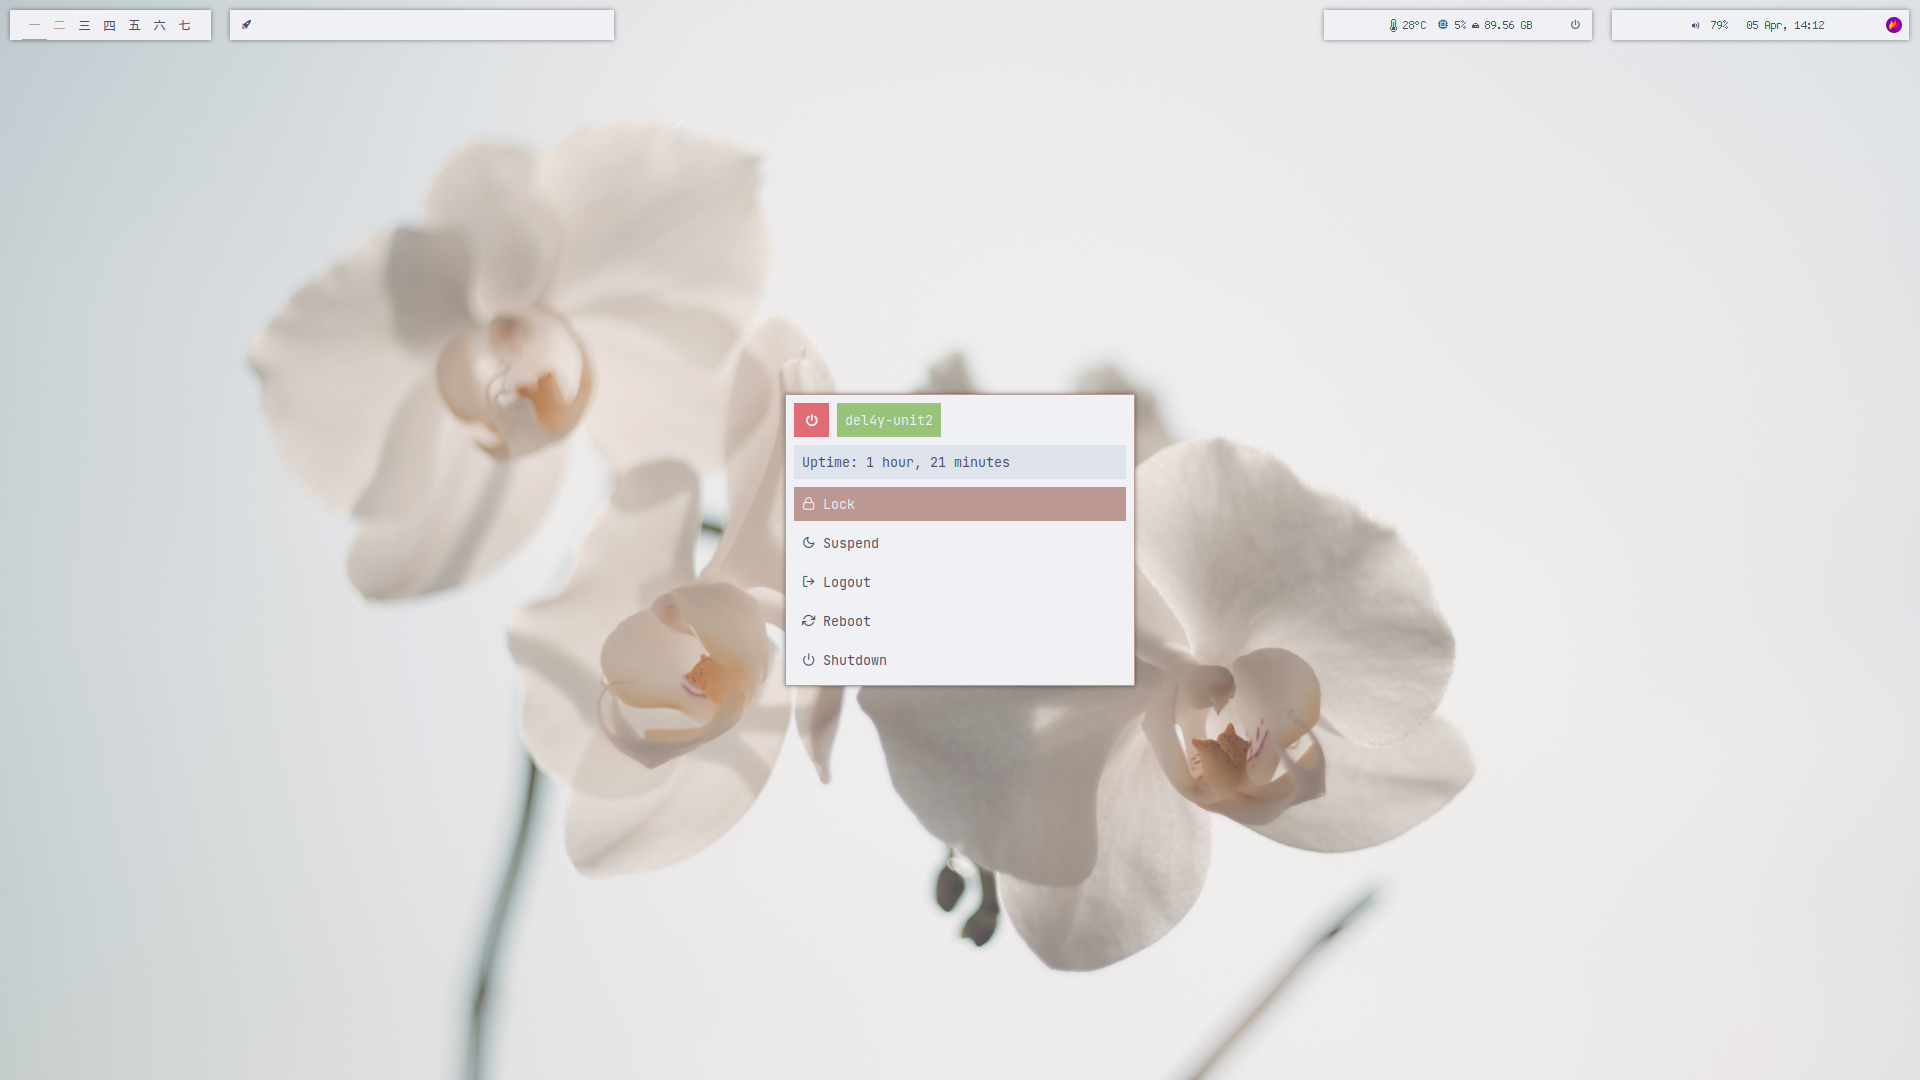 一 二 三 四 五 六 七
28°C 5% 89.56 GB
79% 05 Apr, 14:12
del4y-unit2
Uptime: 1 hour, 21 minutes
Lock
Suspend
Logout
Reboot
Shutdown